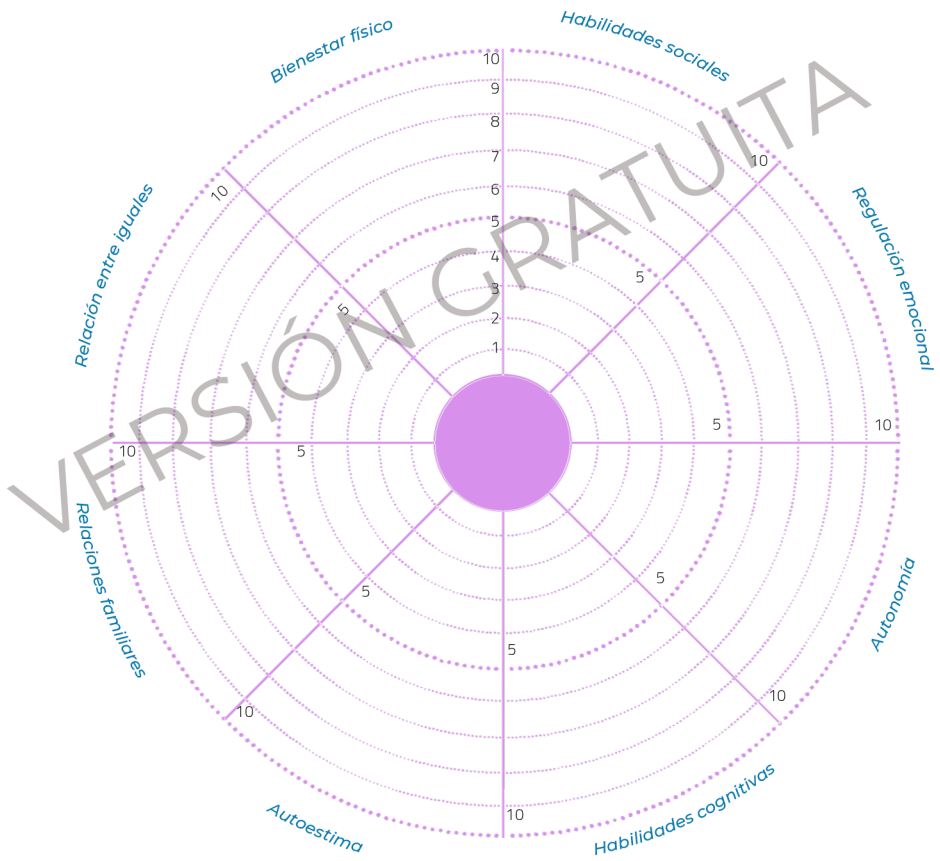 Bienestar físico
Habilidades sociales
Regulación emocional
Autonomía
Habilidades cognitivas
Autoestima
Relaciones familiares
Relación entre iguales
10
9
8
7
6
5
4
3
2
1
10
5
5
10
5
10
5
10
5
10
5
10
5
10
VERSIÓN GRATUITA